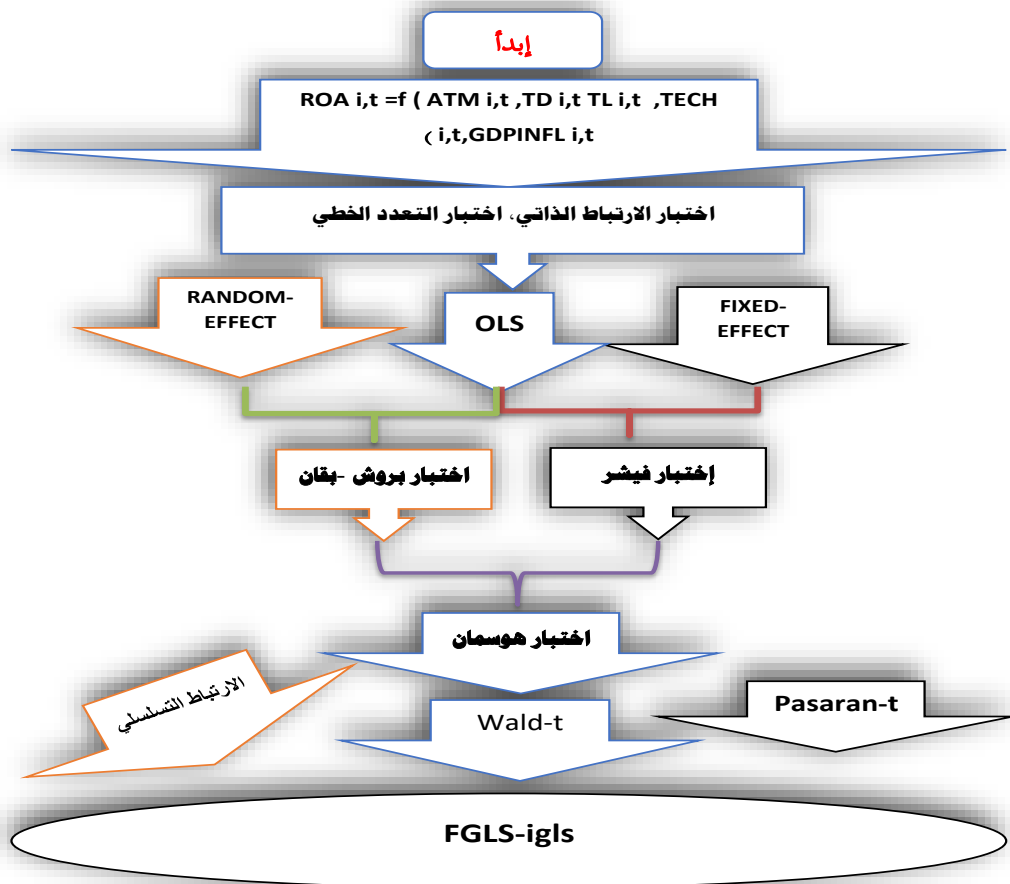 إبدأ
ROA i,t =f ( ATM i,t ,TD i,t TL i,t ,TECH
( i,t,GDPINFL i,t
اختبار الارتباط الذاتي، اختبار التعدد الخطي
RANDOM-
EFFECT
OLS
FIXED-
EFFECT
اختبار بروش -بقان
إختبار فيشر
اختبار هوسمان
الارتباط التسلسلي
Wald-t
Pasaran-t
FGLS-igls